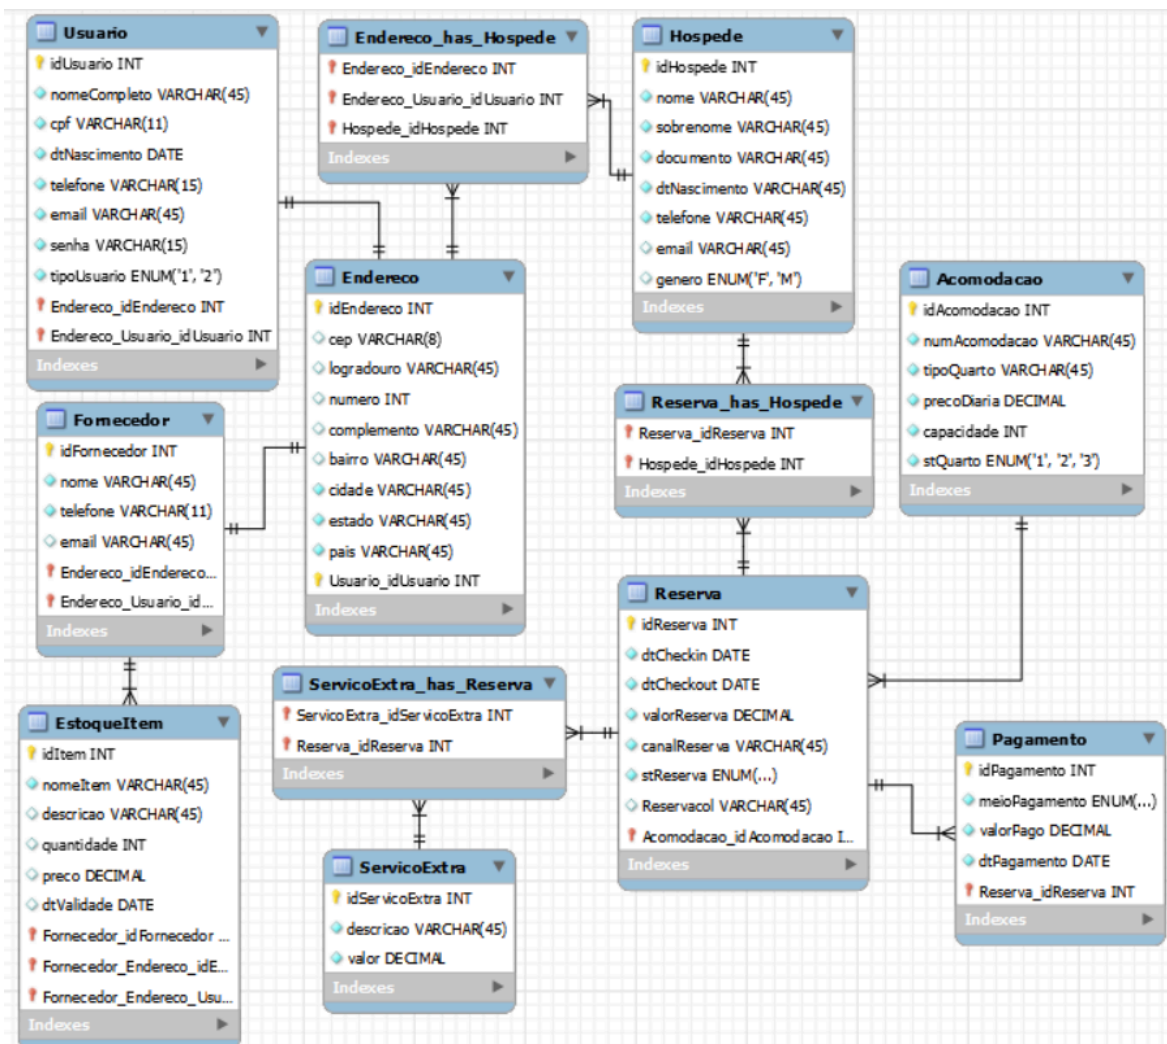 Usuario
idUsuario INT
nomeCompleto VARCHAR(45)
cpf VARCHAR(11)
dtNascimento DATE
telefone VARCHAR(15)
email VARCHAR(45)
senha VARCHAR(15)
tipoUsuario ENUM('1', '2')
Endereco_idEndereco INT
Endereco_Usuario_idUsuario INT
Indexes
Endereco_has_Hospede
Endereco_idEndereco INT
Endereco_Usuario_idUsuario INT
Hospede_idHospede INT
Indexes
Hospede
idHospede INT
nome VARCHAR(45)
sobrenome VARCHAR(45)
documento VARCHAR(45)
dtNascimento VARCHAR(45)
telefone VARCHAR(45)
email VARCHAR(45)
genero ENUM('F', 'M')
Indexes
Endereco
idEndereco INT
cep VARCHAR(8)
logradouro VARCHAR(45)
numero INT
complemento VARCHAR(45)
bairro VARCHAR(45)
cidade VARCHAR(45)
estado VARCHAR(45)
pais VARCHAR(45)
Usuario_idUsuario INT
Indexes
Acomodacao
idAcomodacao INT
numAcomodacao VARCHAR(45)
tipoQuarto VARCHAR(45)
precoDiaria DECIMAL
capacidade INT
stQuarto ENUM('1', '2', '3')
Indexes
Fornecedor
idFornecedor INT
nome VARCHAR(45)
telefone VARCHAR(11)
email VARCHAR(45)
Endereco_idEndereco...
Endereco_Usuario_id...
Indexes
Reserva_has_Hospede
Reserva_idReserva INT
Hospede_idHospede INT
Indexes
Reserva
idReserva INT
dtCheckin DATE
dtCheckout DATE
valorReserva DECIMAL
canalReserva VARCHAR(45)
stReserva ENUM(...)
Reservacol VARCHAR(45)
Acomodacao_idAcomodacao I...
Indexes
ServicoExtra_has_Reserva
ServicoExtra_idServicoExtra INT
Reserva_idReserva INT
Indexes
EstoqueItem
idItem INT
nomeItem VARCHAR(45)
descricao VARCHAR(45)
quantidade INT
preco DECIMAL
dtValidade DATE
Fornecedor_idFornecedor ...
Fornecedor_Endereco_idE...
Fornecedor_Endereco_Usu...
Indexes
ServicoExtra
idServicoExtra INT
descricao VARCHAR(45)
valor DECIMAL
Indexes
Pagamento
idPagamento INT
meioPagamento ENUM(...)
valorPago DECIMAL
dtPagamento DATE
Reserva_idReserva INT
Indexes